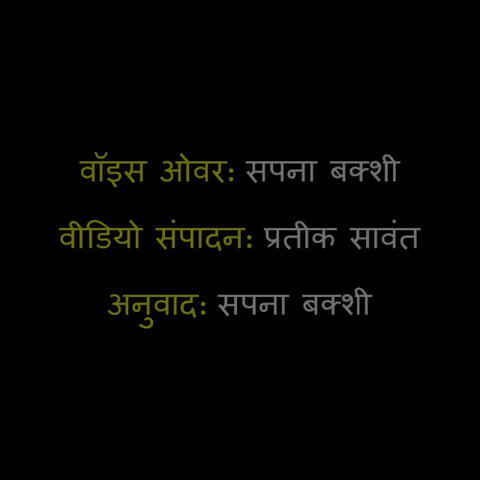 वॉइस ओवर: सपना बक्शी
वीडियो संपादन: प्रतीक सावंत
अनुवाद: सपना बक्शी